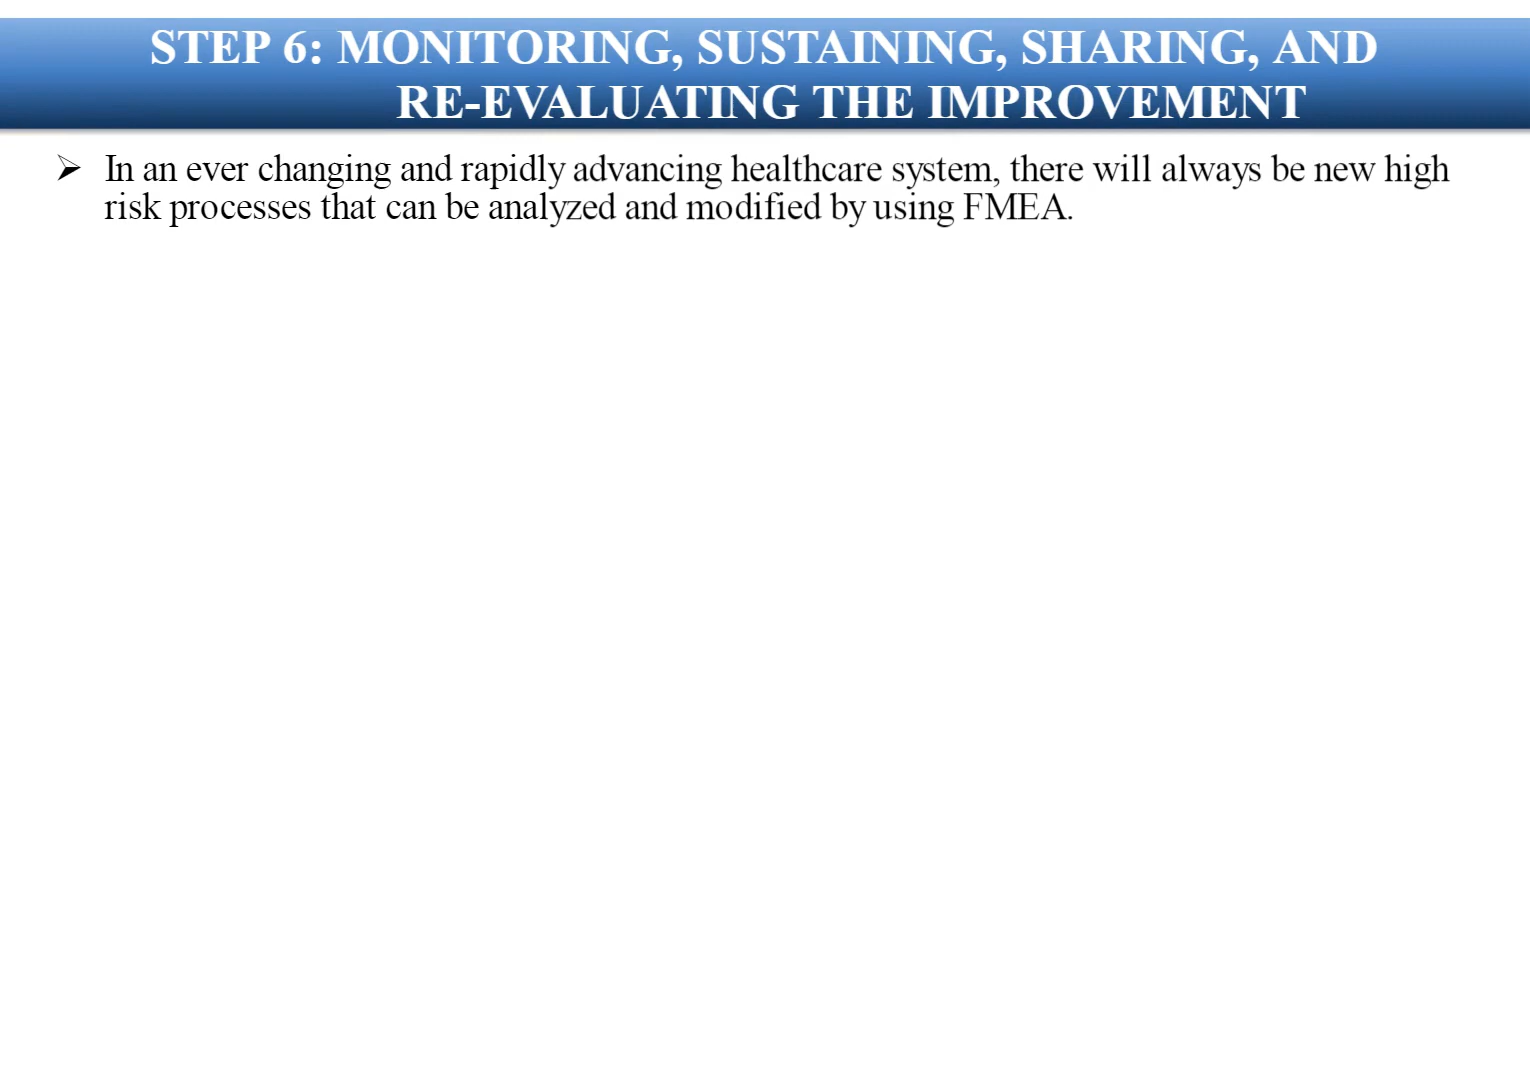 STEP 6: MONITORING, SUSTAINING, SHARING, AND
RE-EVALUATING THE IMPROVEMENT
➢ In an ever changing and rapidly advancing healthcare system, there will always be new high
risk processes that can be analyzed and modified by using FMEA.